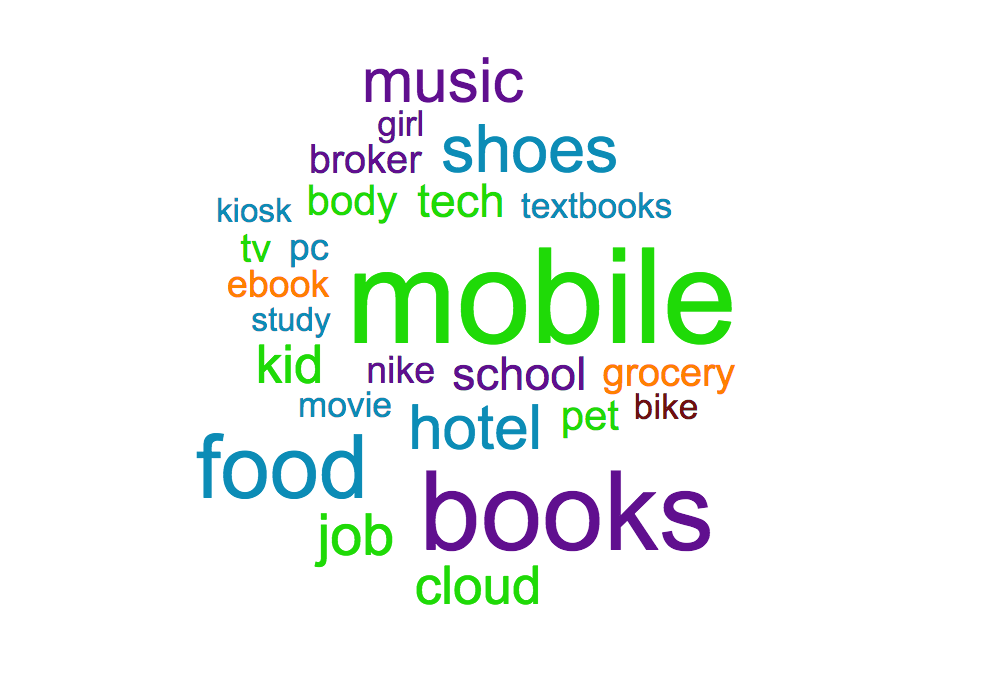 music
girl
broker shoes
kiosk body tech textbooks
tv pc
ebook mobile
study
kid nike school grocery
movie hotel pet bike
food books
job
cloud